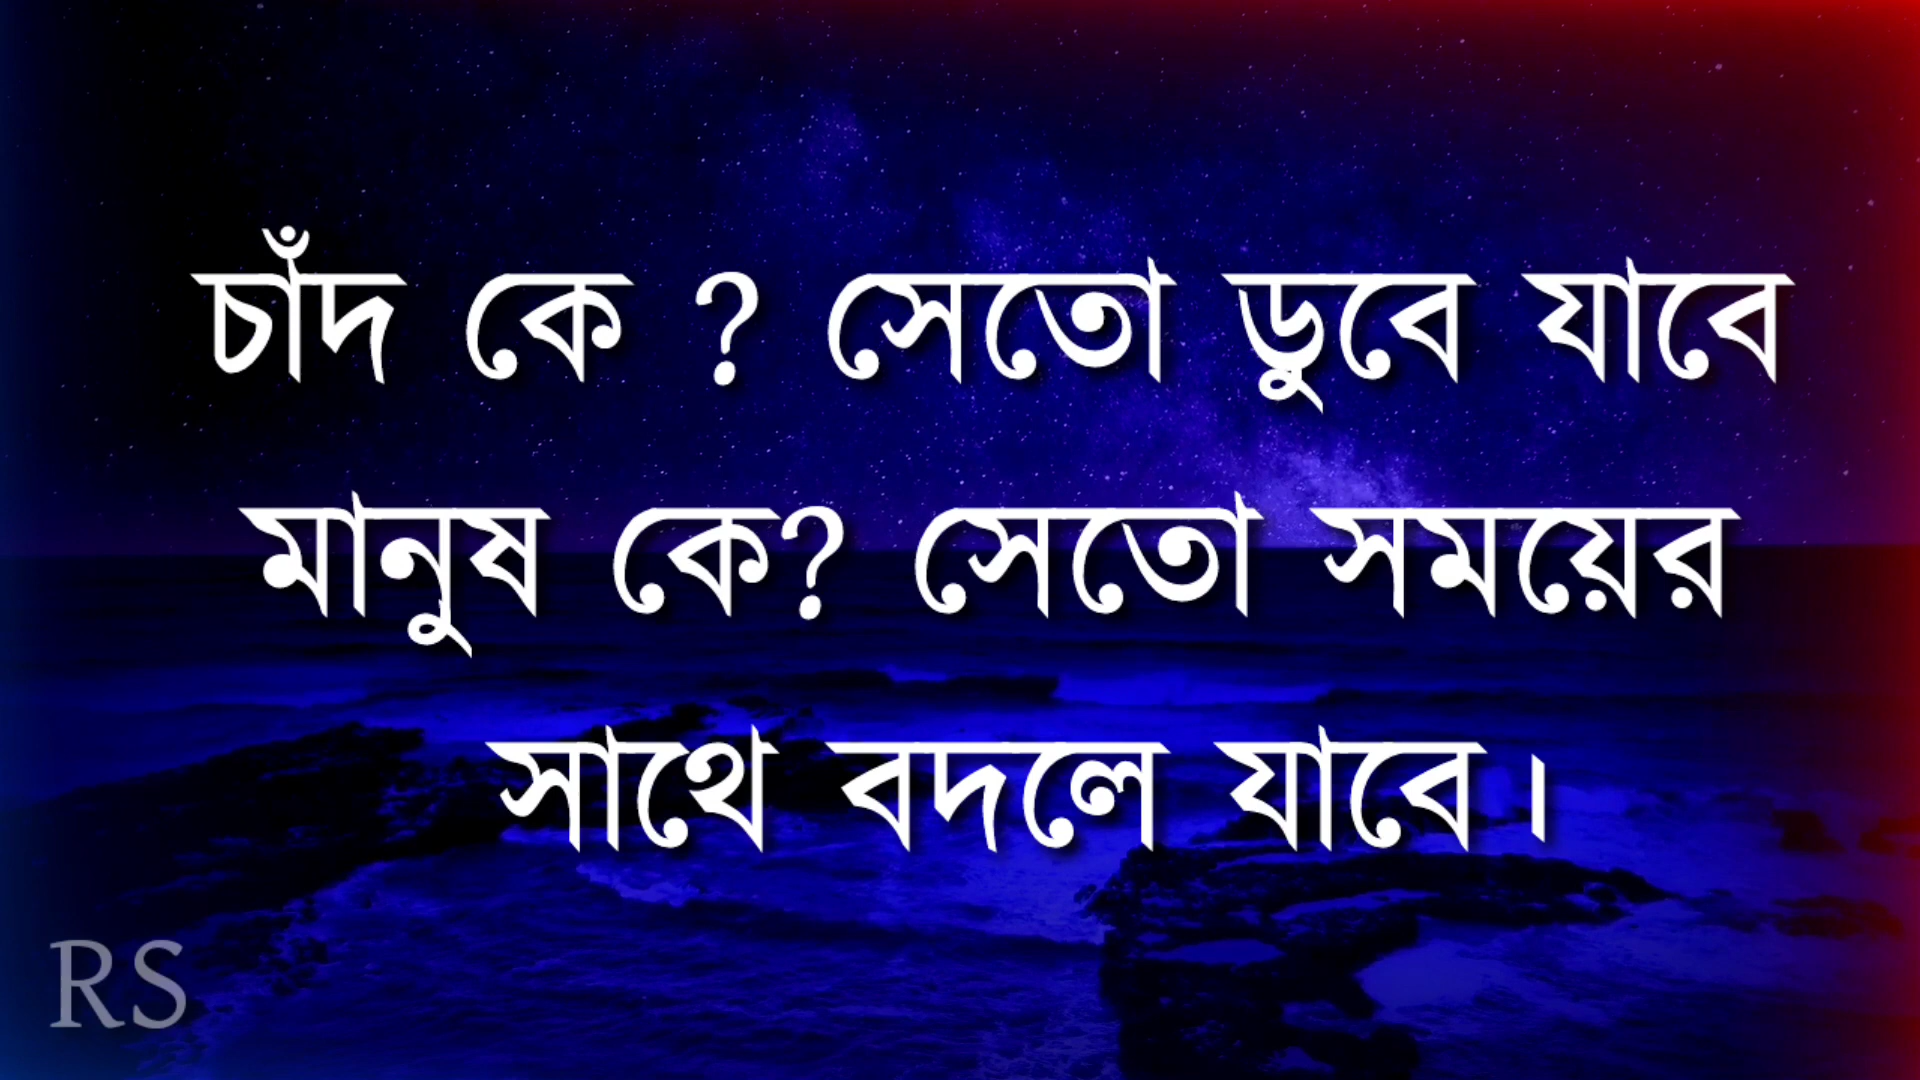 চাঁদ কে ? সেতো ডুবে যাবে
মানুষ কে? সেতো সময়ের
সাথে বদলে যাবে।
RS